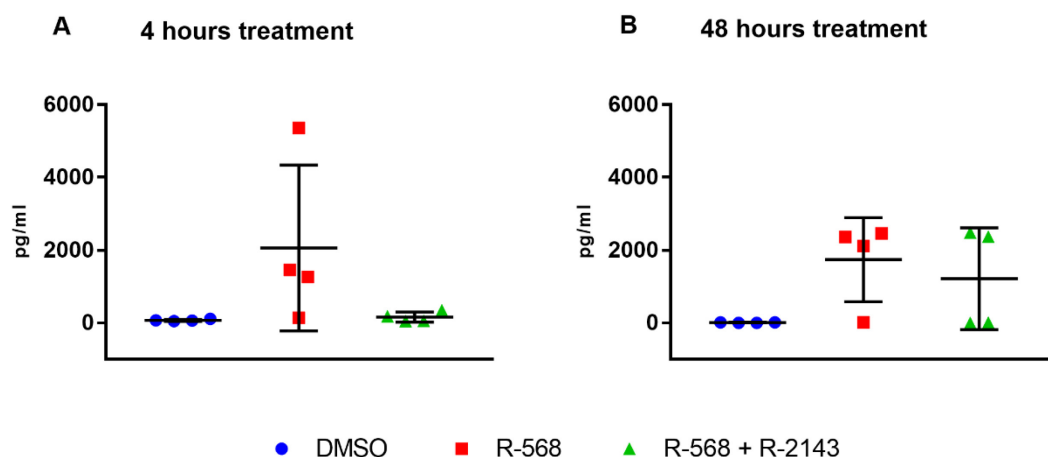 A 4 hours treatment
B 48 hours treatment
6000
4000
2000
0
pg/ml
6000
4000
2000
0
pg/ml
DMSO R-568 R-568 + R-2143